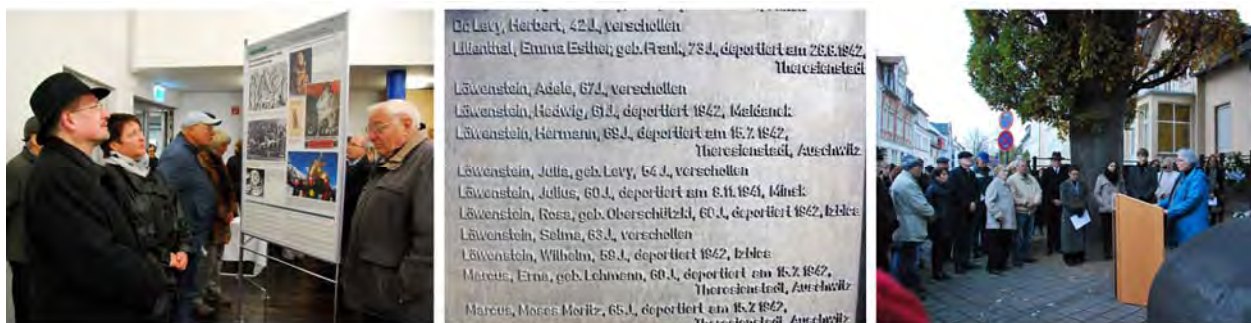 Dr. Levy, Herbert, 42 J., verschollen
Lilienthal, Emma Esther, geb. Frank, 73 J., deportiert am 28.8.1942,
Theresienstadt
Löwenstein, Adele, 67 J., verschollen
Löwenstein, Hedwig, 61 J., deportiert 1942, Maidanek
Löwenstein, Hermann, 69 J., deportiert am 15.7.1942,
Theresienstadt, Auschwitz
Löwenstein, Julia, geb. Levy, 54 J., verschollen
Löwenstein, Julius, 60 J., deportiert am 8.11.1941, Minsk
Löwenstein, Rosa, geb. Oberschützki, 60 J., deportiert 1942, Izbica
Löwenstein, Selma, 63 J., verschollen
Löwenstein, Wilhelm, 59 J., deportiert 1942, Izbica
Marcus, Erna, geb. Lehmann, 60 J., deportiert am 15.7.1942,
Theresienstadt, Auschwitz
Marcus, Moses Moritz, 65 J., deportiert am 15.7.1942,
Theresienstadt, Auschwitz